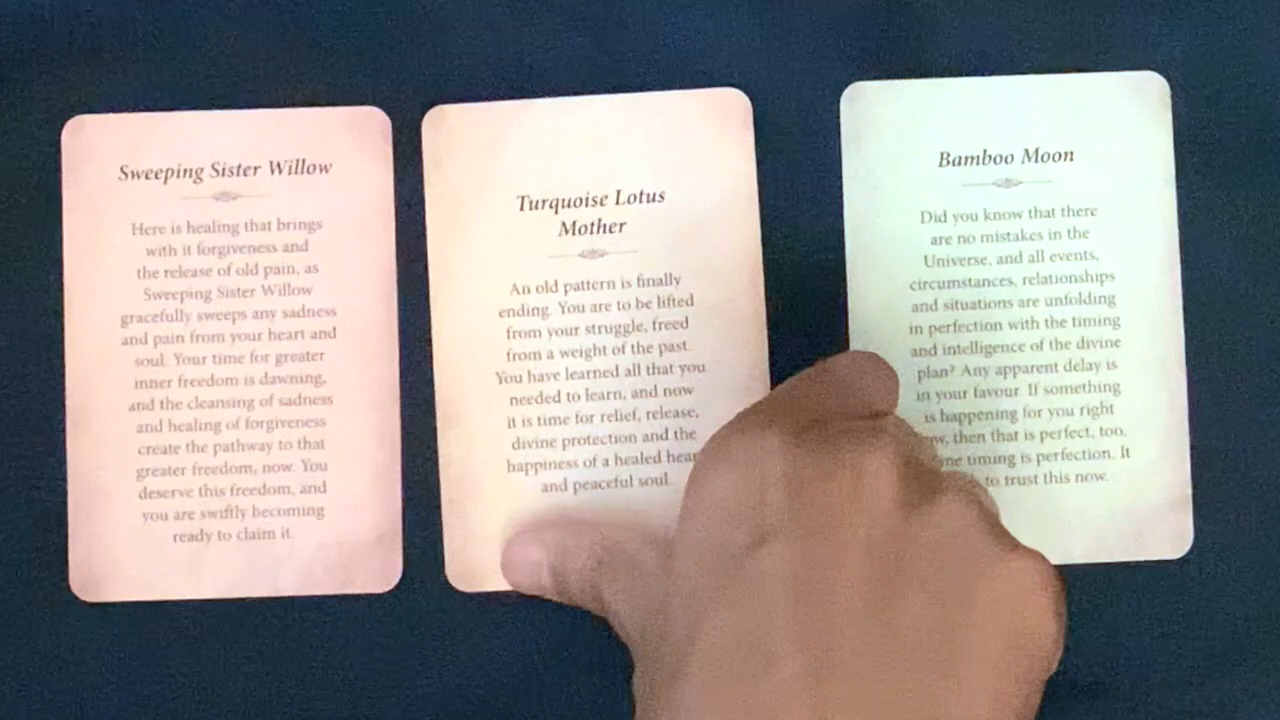 Sweeping Sister Willow
Here is healing that brings
with it forgiveness and
the release of old pain, as
Sweeping Sister Willow
gracefully sweeps any sadness
and pain from your heart and
soul. Your time for greater
inner freedom is dawning,
and the cleansing of sadness
and healing of forgiveness
create the pathway to that
greater freedom, now. You
deserve this freedom, and
you are swiftly becoming
ready to claim it.
Turquoise Lotus
Mother
An old pattern is finally
ending. You are to be lifted
from your struggle, freed
from a weight of the past.
You have learned all that you
needed to learn, and now
it is time for relief, release,
divine protection and the
happiness of a healed
and peaceful soul.
Bamboo Moon
Did you know that there
are no mistakes in the
Universe, and all events,
circumstances, relationships
and situations are unfolding
in perfection with the timing
and intelligence of the divine
plan? Any apparent delay is
in your favour. If something
is happening for you right
then that is perfect, too.
timing is perfection. It
to trust this now.